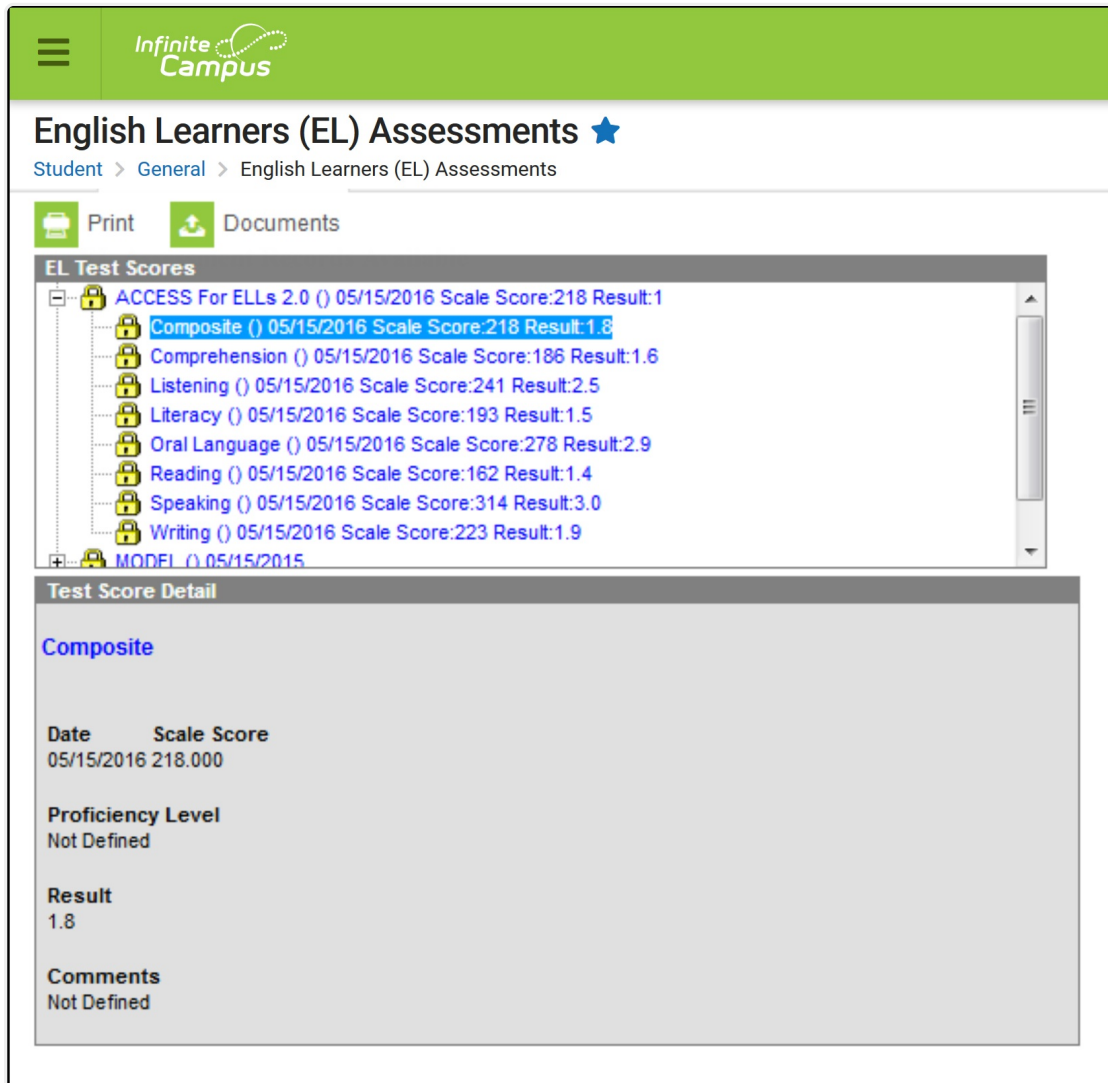 Infinite
Campus
English Learners (EL) Assessments
Student > General > English Learners (EL) Assessments
Print Documents
EL Test Scores
ACCESS For ELLs 2.0 () 05/15/2016 Scale Score:218 Result:1
Composite () 05/15/2016 Scale Score:218 Result:1.8
Comprehension () 05/15/2016 Scale Score:186 Result:1.6
Listening () 05/15/2016 Scale Score:241 Result:2.5
Literacy () 05/15/2016 Scale Score:193 Result:1.5
Oral Language () 05/15/2016 Scale Score:278 Result:2.9
Reading () 05/15/2016 Scale Score:162 Result:1.4
Speaking () 05/15/2016 Scale Score:314 Result:3.0
Writing () 05/15/2016 Scale Score:223 Result:1.9
MODEL () 05/15/2015
Test Score Detail
Composite
Date Scale Score
05/15/2016 218.000
Proficiency Level
Not Defined
Result
1.8
Comments
Not Defined